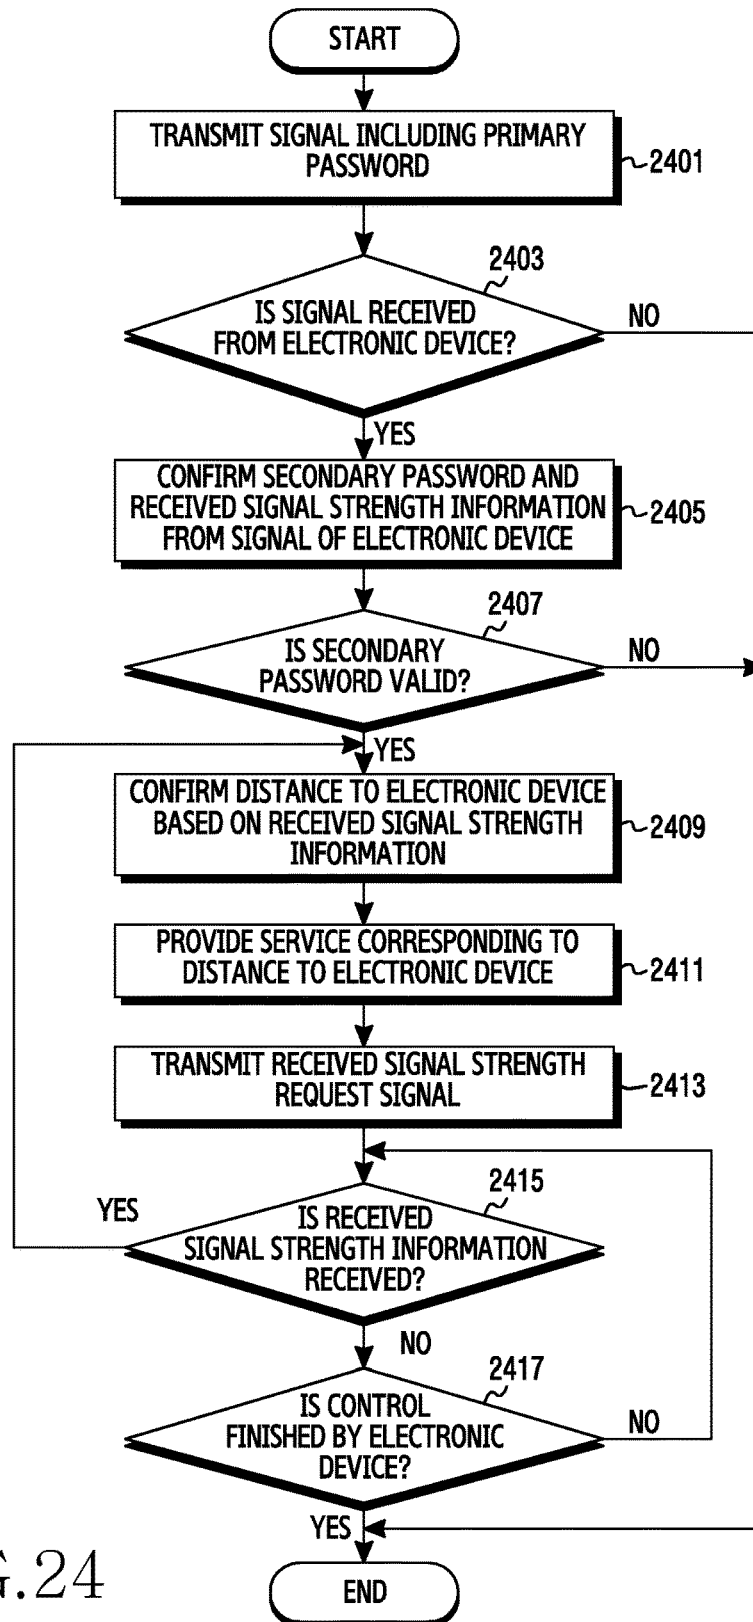 START
TRANSMIT SIGNAL INCLUDING PRIMARY
PASSWORD
2401
2403
IS SIGNAL RECEIVED
FROM ELECTRONIC DEVICE?
NO
YES
CONFIRM SECONDARY PASSWORD AND
RECEIVED SIGNAL STRENGTH INFORMATION
FROM SIGNAL OF ELECTRONIC DEVICE
2405
2407
IS SECONDARY
PASSWORD VALID?
NO
YES
CONFIRM DISTANCE TO ELECTRONIC DEVICE
BASED ON RECEIVED SIGNAL STRENGTH
INFORMATION
2409
PROVIDE SERVICE CORRESPONDING TO
DISTANCE TO ELECTRONIC DEVICE
2411
TRANSMIT RECEIVED SIGNAL STRENGTH
REQUEST SIGNAL
2413
2415
YES
IS RECEIVED
SIGNAL STRENGTH INFORMATION
RECEIVED?
NO
2417
IS CONTROL
FINISHED BY ELECTRONIC
DEVICE?
NO
YES
END
G.24